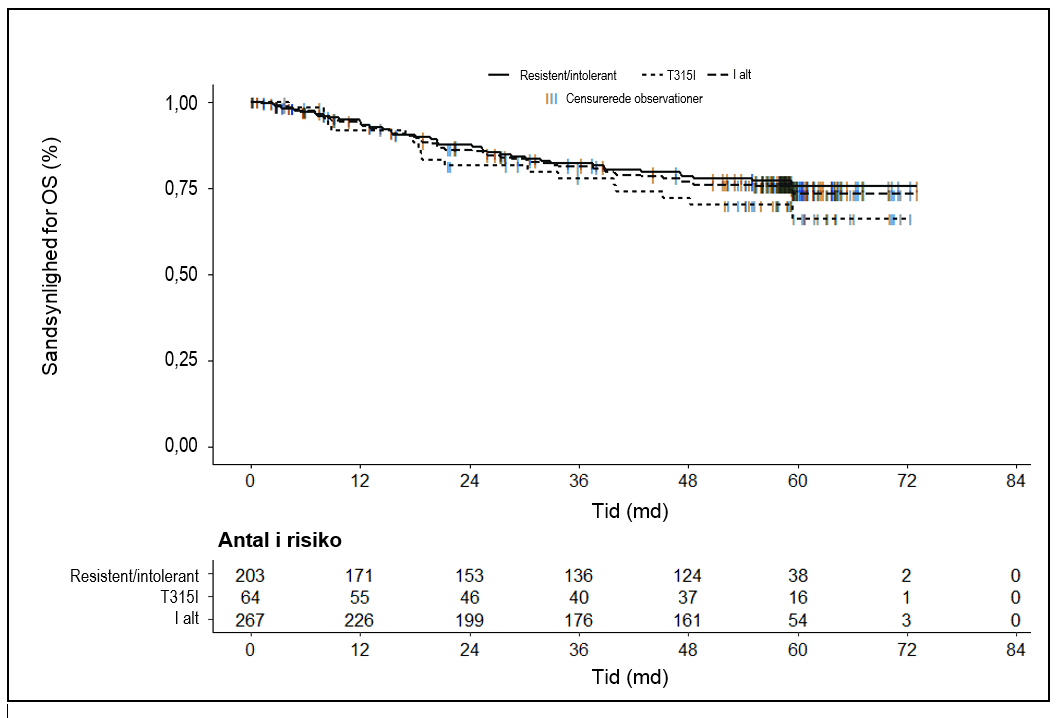 Resistent/intolerant T315I I alt
Censurerede observationer
Sandsynlighed for OS (%)
1,00
0,75
0,50
0,25
0,00
0 12 24 36 48 60 72 84
Tid (md)
Antal i risiko
Resistent/intolerant 203 171 153 136 124 38 2 0
T315I 64 55 46 40 37 16 1 0
I alt 267 226 199 176 161 54 3 0
0 12 24 36 48 60 72 84
Tid (md)